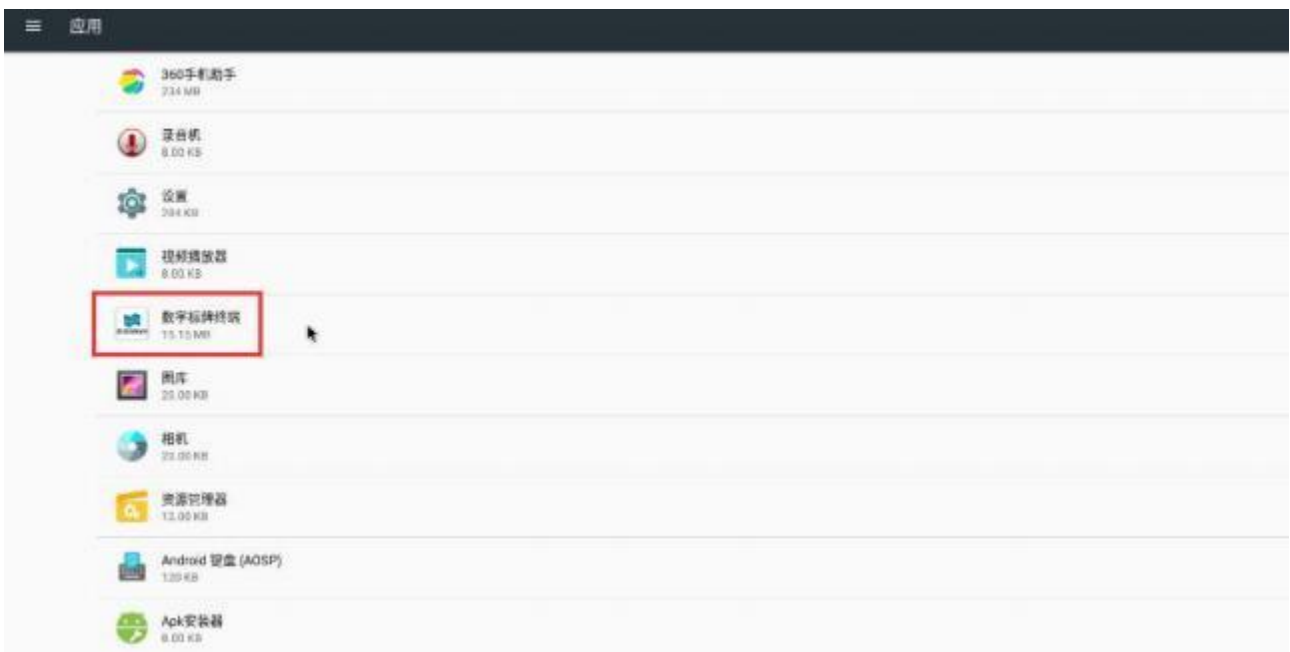 应用
360手机助手
234 MB
录音机
8.00 KB
设置
284 KB
视频播放器
8.00 KB
数字标牌终端
15.15 MB
图库
20.00 KB
相机
20.00 KB
资源管理器
12.00 KB
Android 键盘 (AOSP)
120 KB
Apk安装器
8.00 KB